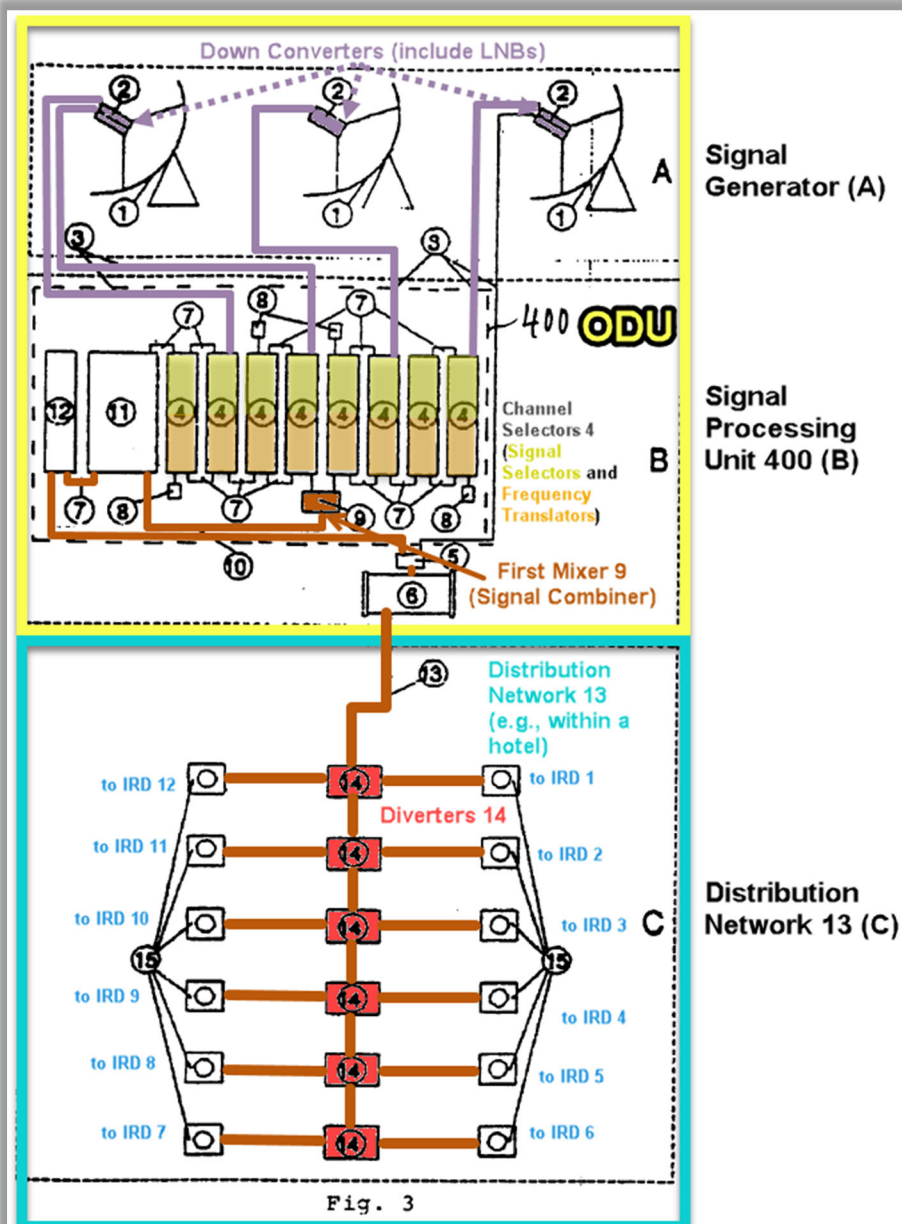 Down Converters (include LNBs)
2
2
2
A
Signal
Generator (A)
1
1
1
3
3
8
7
7
400 ODU
12
11
4
4
4
4
4
4
4
4
Channel
Selectors 4
(Signal
Selectors and
Frequency
Translators)
B
Signal
Processing
Unit 400 (B)
7
8
7
9
7
8
10
5
First Mixer 9
(Signal Combiner)
6
13
Distribution
Network 13
(e.g., within a
hotel)
to IRD 12
14
to IRD 1
Diverters 14
to IRD 11
14
to IRD 2
to IRD 10
14
to IRD 3
C
Distribution
Network 13 (C)
15
15
to IRD 9
14
to IRD 4
to IRD 8
14
to IRD 5
to IRD 7
14
to IRD 6
Fig. 3